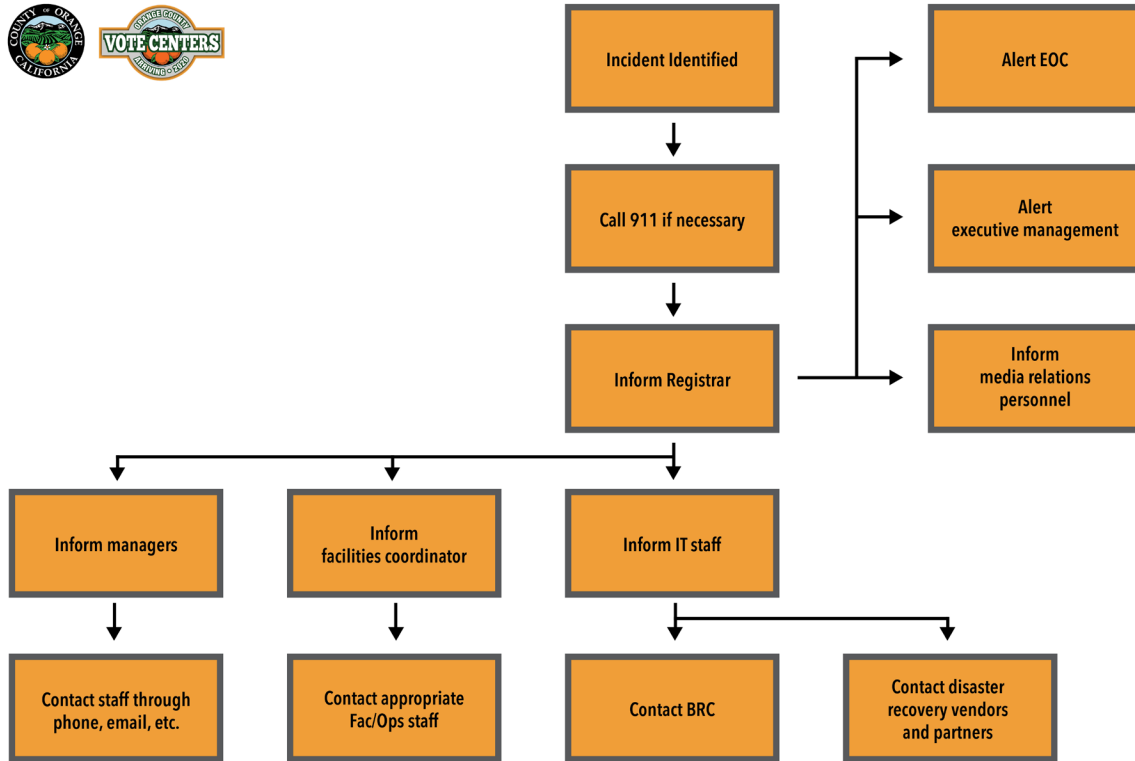 COUNTY OF ORANGE
CALIFORNIA
ORANGE COUNTY
VOTE CENTERS
ARRIVING • 2020
Incident Identified
Alert EOC
Call 911 if necessary
Alert
executive management
Inform Registrar
Inform
media relations
personnel
Inform managers
Inform
facilities coordinator
Inform IT staff
Contact staff through
phone, email, etc.
Contact appropriate
Fac/Ops staff
Contact BRC
Contact disaster
recovery vendors
and partners